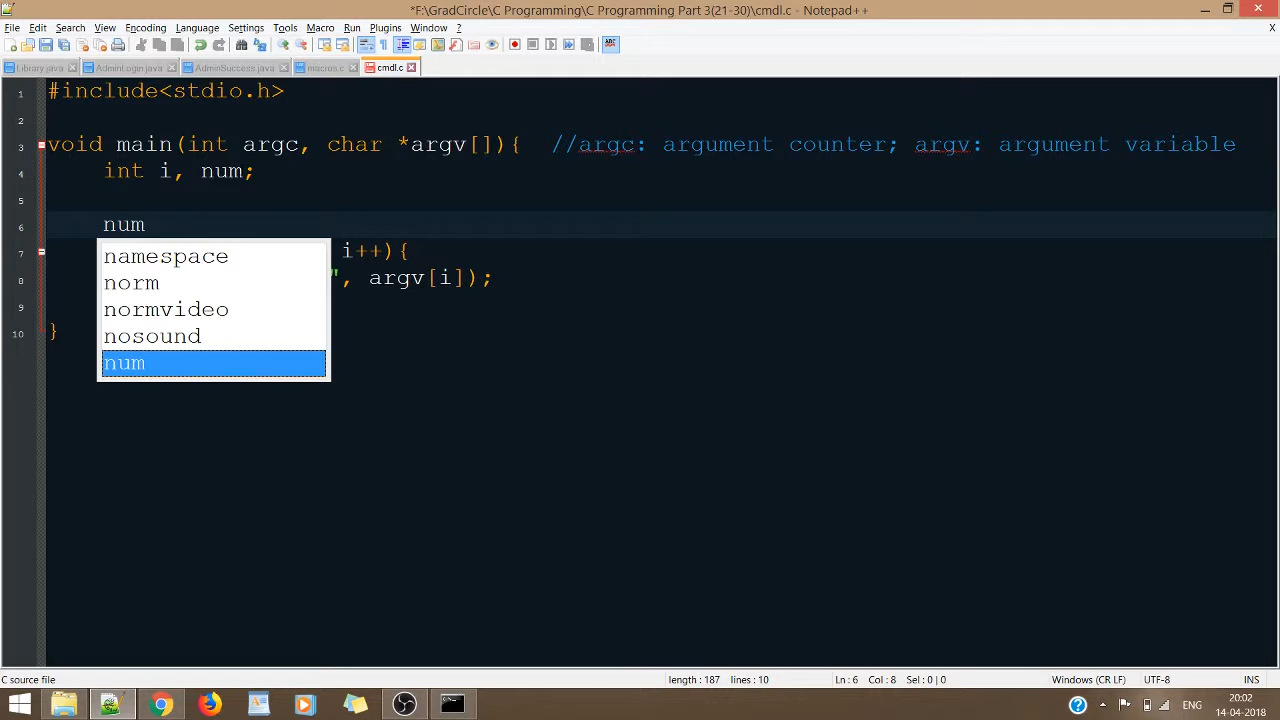 *F:\GradCircle\C Programming\C Programming Part 3(21-30)\cmdl.c - Notepad++
File Edit Search View Encoding Language Settings Tools Macro Run Plugins Window ? X
Library.java AdminLogin.java AdminSuccess.java macros.c cmdl.c
1 #include<stdio.h>
2
3 void main(int argc, char *argv[]){ //argc: argument counter; argv: argument variable
4 int i, num;
5
6 num
7 i++){
8 ", argv[i]);
9
10 }
namespace
norm
normvideo
nosound
num
C source file length : 187 lines : 10 Ln : 6 Col : 8 Sel : 0 | 0 Windows (CR LF) UTF-8 INS
ENG 20:02
14-04-2018